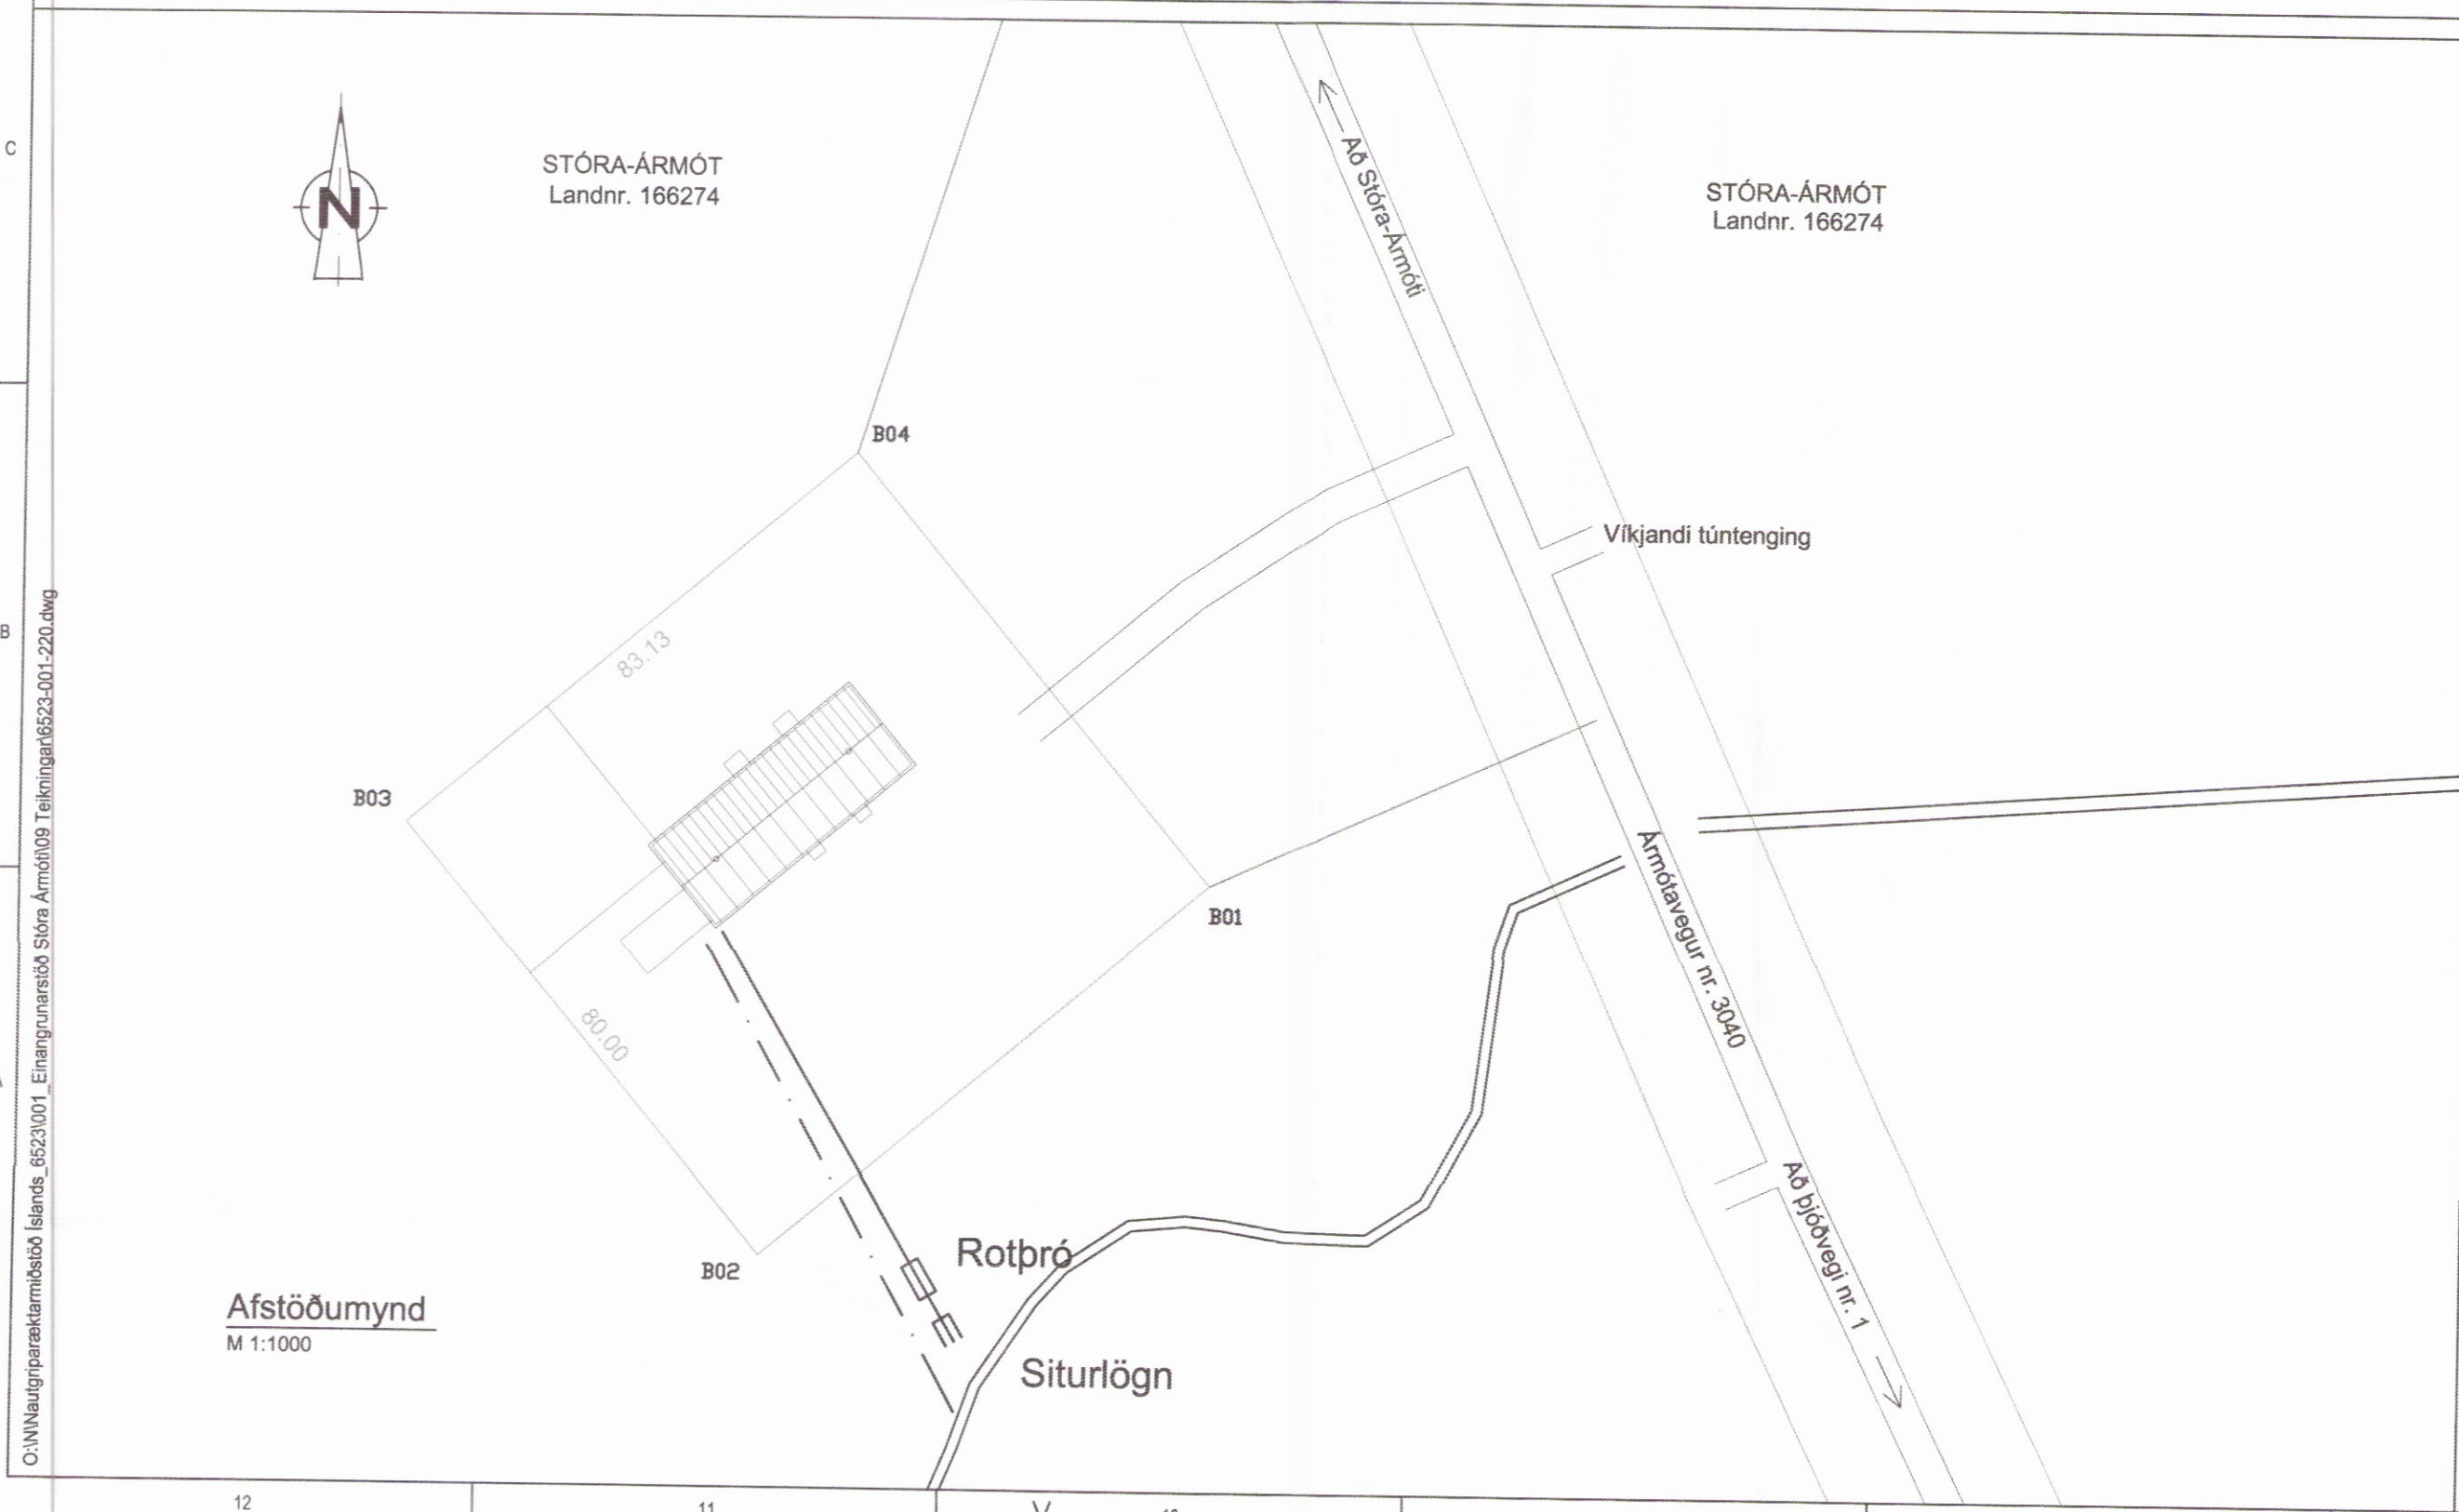 C
N
STÓRA-ÁRMÓT
Landnr. 166274
Að Stóra-Ármóti
STÓRA-ÁRMÓT
Landnr. 166274
B04
Víkjandi túntenging
B
83.13
B03
B01
Ármótavegur nr. 3040
80.00
Að þjóðvegi nr. 1
Rotþró
B02
Afstöðumynd
M 1:1000
Siturlögn
O:\N\Nautgriparæktarmiðstöð Íslands_6523\001_Einangrunarstöð Stóra Ármóti\09 Teikningar\6523-001-220.dwg
12
11